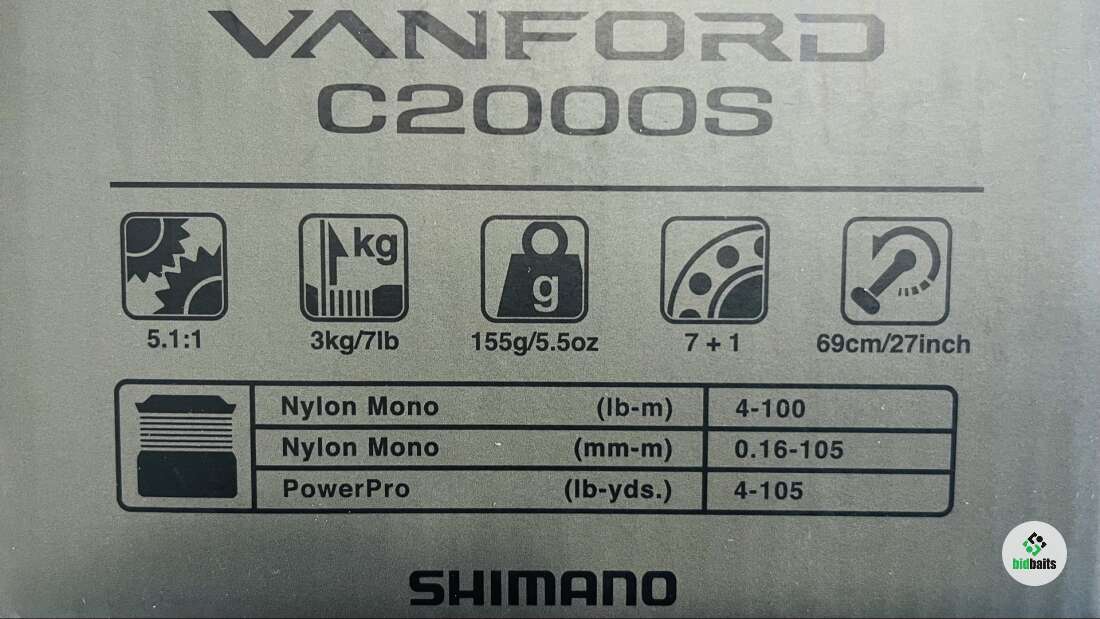 VANFORD
C2000S
kg
g
5.1:1 3kg/7lb 155g/5.5oz 7 + 1 69cm/27inch
Nylon Mono (lb-m) 4-100
Nylon Mono (mm-m) 0.16-105
PowerPro (lb-yds.) 4-105
SHIMANO
bidbaits